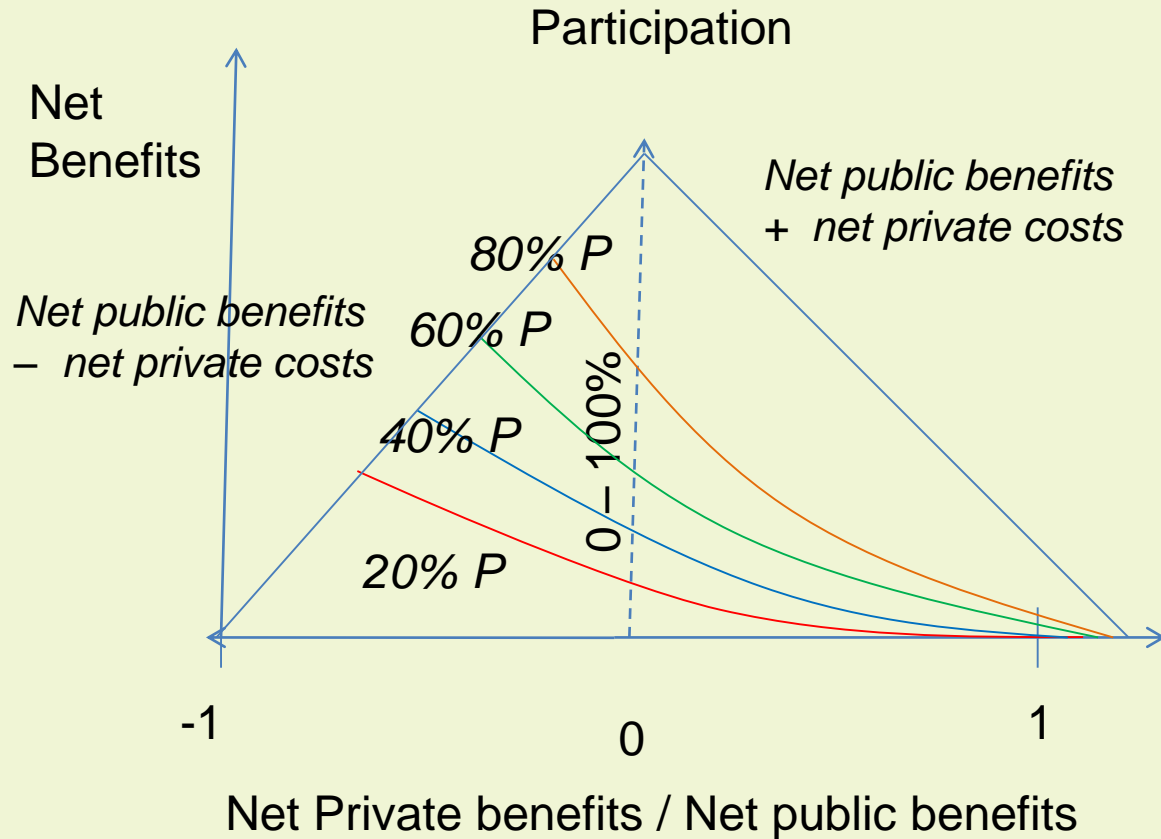 Participation
Net
Benefits
Net public benefits
+ net private costs
80% P
Net public benefits
– net private costs
60% P
0 – 100%
40% P
20% P
-1
0
1
Net Private benefits / Net public benefits